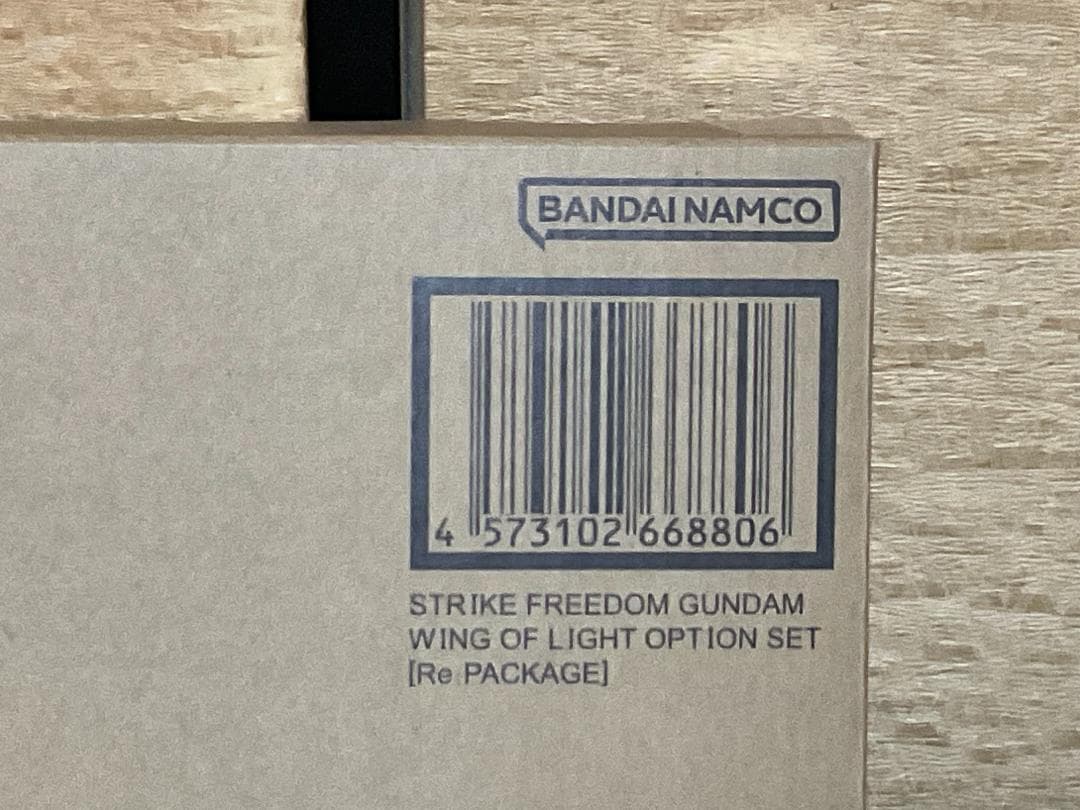 BANDAI NAMCO
4 573102 668806
STRIKE FREEDOM GUNDAM
WING OF LIGHT OPTION SET
[Re PACKAGE]